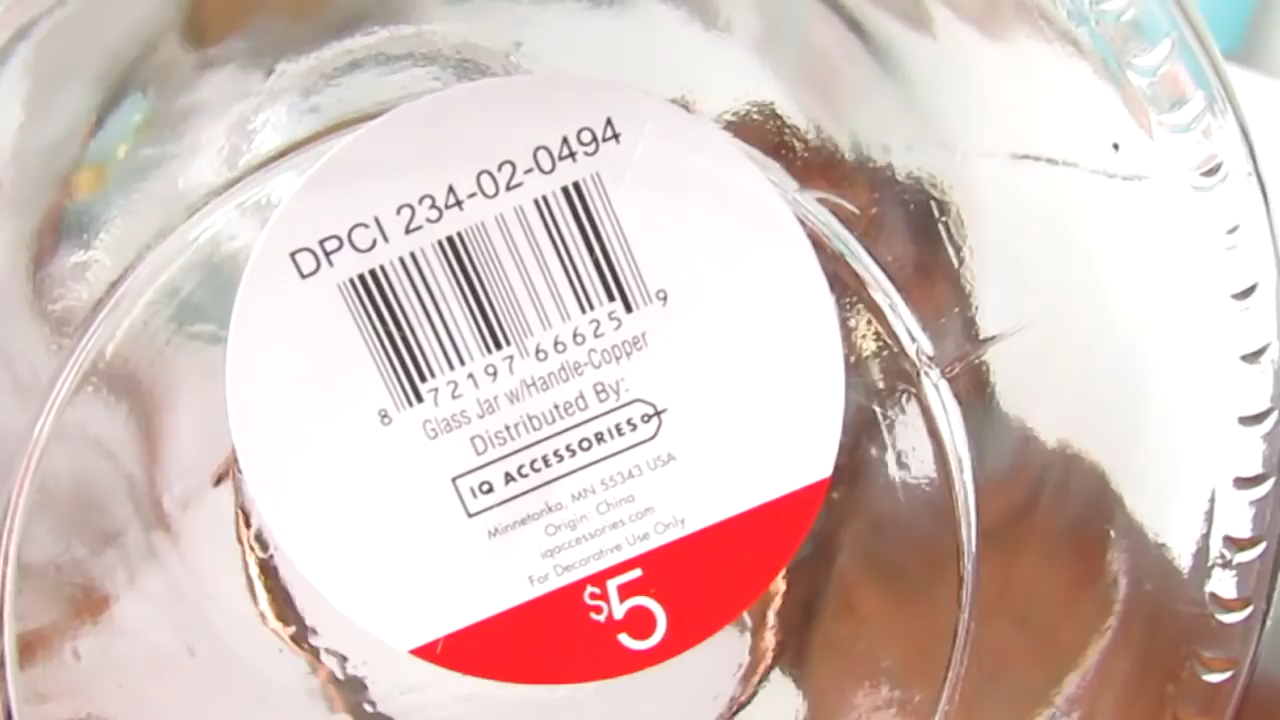 DPCI 234-02-0494
8 72197 66625 9
Glass Jar w/Handle-Copper
Distributed By:
IQ ACCESSORIES
Minnetonka, MN 55343 USA
Origin: China
iqaccessories.com
For Decorative Use Only
$5